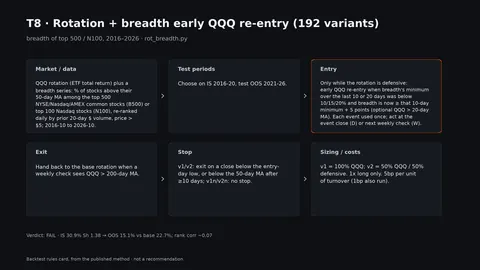 T8 · Rotation + breadth early QQQ re-entry (192 variants)
breadth of top 500 / N100, 2016–2026 · rot_breadth.py
Market / data
QQQ rotation (ETF total return) plus a
breadth series: % of stocks above their
50-day MA among the top 500
NYSE/Nasdaq/AMEX common stocks (B500) or
top 100 Nasdaq stocks (N100), re-ranked
daily by prior 20-day $ volume, price >
$5; 2016-10 to 2026-10.
Test periods
Choose on IS 2016-20, test OOS 2021-26.
Entry
Only while the rotation is defensive:
early QQQ re-entry when breadth's minimum
over the last 10 or 20 days was below
10/15/20% and breadth is now ≥ that 10-day
minimum + 5 points (optional QQQ > 20-day
MA). Each event used once; act at the
event close (D) or next weekly check (W).
Exit
Hand back to the base rotation when a
weekly check sees QQQ > 200-day MA.
Stop
v1/v2: exit on a close below the entry-
day low, or below the 50-day MA after
≥10 days; v1n/v2n: no stop.
Sizing / costs
v1 = 100% QQQ; v2 = 50% QQQ / 50%
defensive. 1x long only. 5bp per unit
of turnover (1bp also run).
Verdict: FAIL · IS 30.9% Sh 1.38 → OOS 15.1% vs base 22.7%; rank corr −0.07
Backtest rules card, from the published method · not a recommendation.